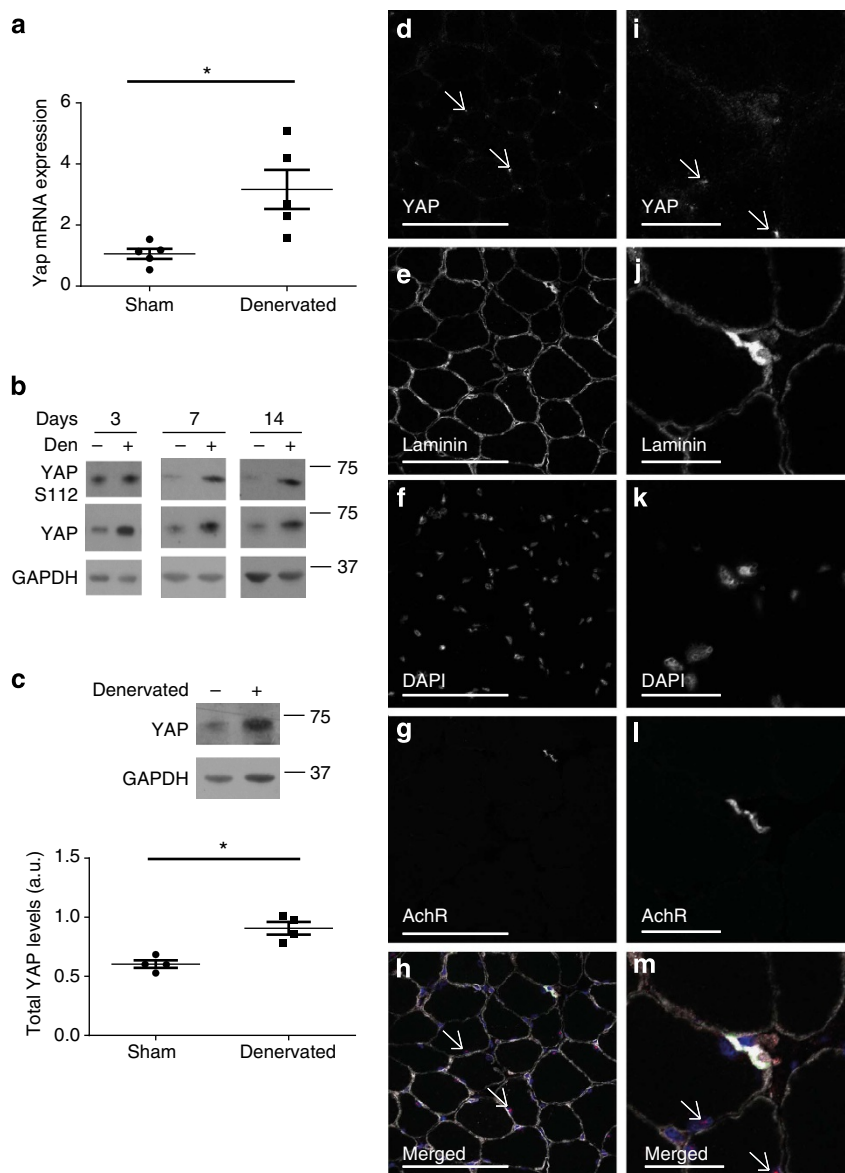 a
*
Yap mRNA expression
6
4
2
0
Sham Denervated
b
Days 3 7 14
Den – + – + – +
YAP S112 75
YAP 75
GAPDH 37
c
Denervated – +
YAP 75
GAPDH 37
*
Total YAP levels (a.u.)
1.5
1.0
0.5
0.0
Sham Denervated
d
YAP
e
Laminin
f
DAPI
g
AchR
h
Merged
i
YAP
j
Laminin
k
DAPI
l
AchR
m
Merged